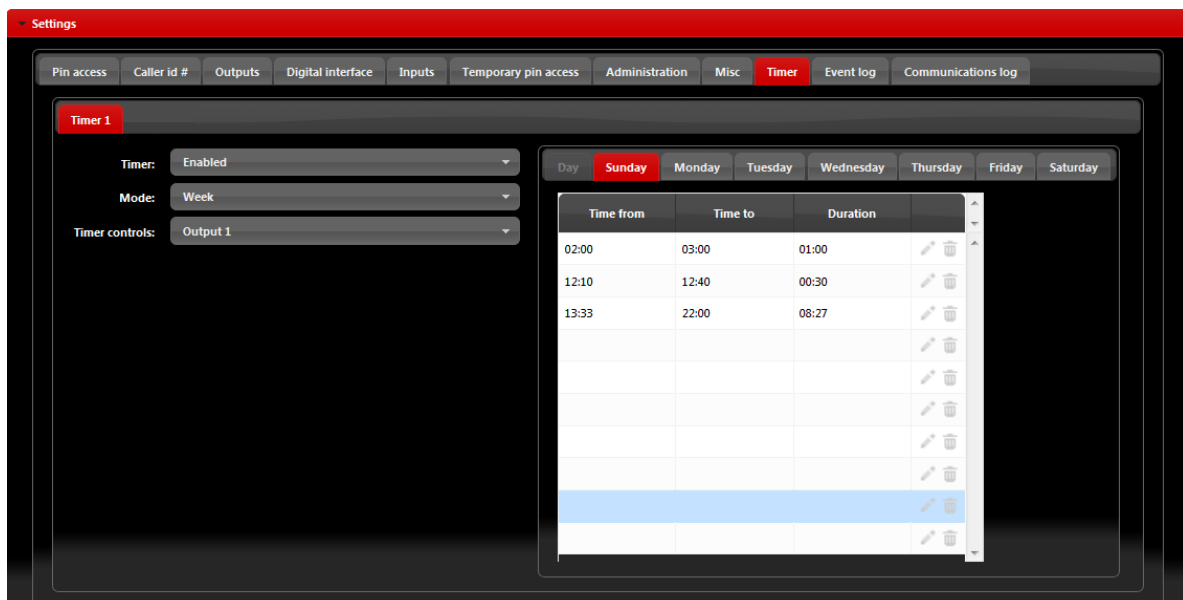 Settings
Pin access Caller id # Outputs Digital interface Inputs Temporary pin access Administration Misc Timer Event log Communications log
Timer 1
Timer: Enabled
Mode: Week
Timer controls: Output 1
Day Sunday Monday Tuesday Wednesday Thursday Friday Saturday
Time from Time to Duration
02:00 03:00 01:00
12:10 12:40 00:30
13:33 22:00 08:27